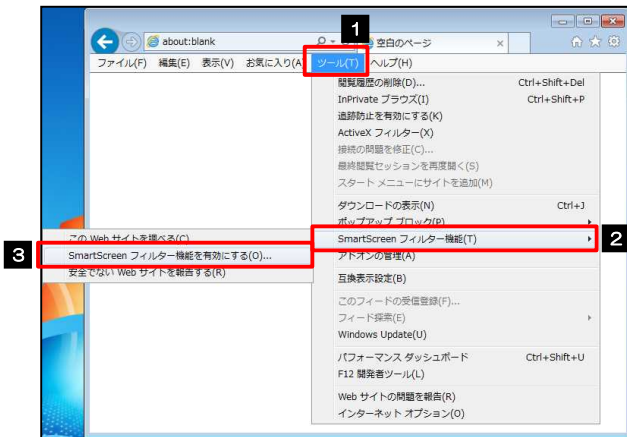 1
about:blank
空白のページ
ファイル(F) 編集(E) 表示(V) お気に入り(A) ツール(T) ヘルプ(H)
閲覧履歴の削除(D)... Ctrl+Shift+Del
InPrivate ブラウズ(I) Ctrl+Shift+P
追跡防止を有効にする(K)
ActiveX フィルター(X)
接続の問題を修正(C)...
最終閲覧セッションを再度開く(S)
スタート メニューにサイトを追加(M)
ダウンロードの表示(N) Ctrl+J
ポップアップ ブロック(P)
この Web サイトを調べる(C)
SmartScreen フィルター機能(T)
2
3
SmartScreen フィルター機能を有効にする(O)...
アドオンの管理(A)
安全でない Web サイトを報告する(R)
互換表示設定(B)
このフィードの受信登録(F)...
フィード探索(E)
Windows Update(U)
パフォーマンス ダッシュボード Ctrl+Shift+U
F12 開発者ツール(L)
Web サイトの問題を報告(R)
インターネット オプション(O)